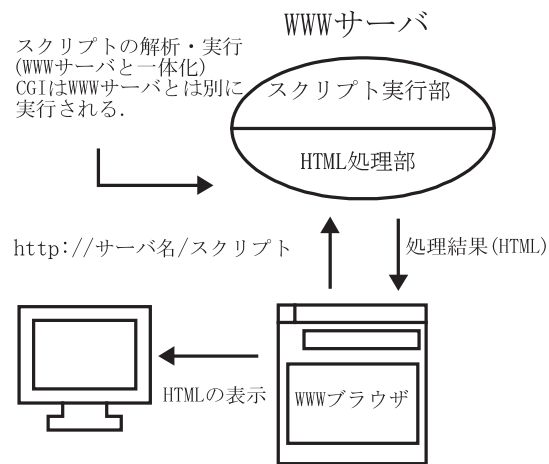 WWWサーバ
スクリプトの解析・実行
(WWWサーバと一体化)
CGIはWWWサーバとは別に
実行される.
スクリプト実行部
HTML処理部
http://サーバ名/スクリプト
処理結果(HTML)
HTMLの表示
WWWブラウザ